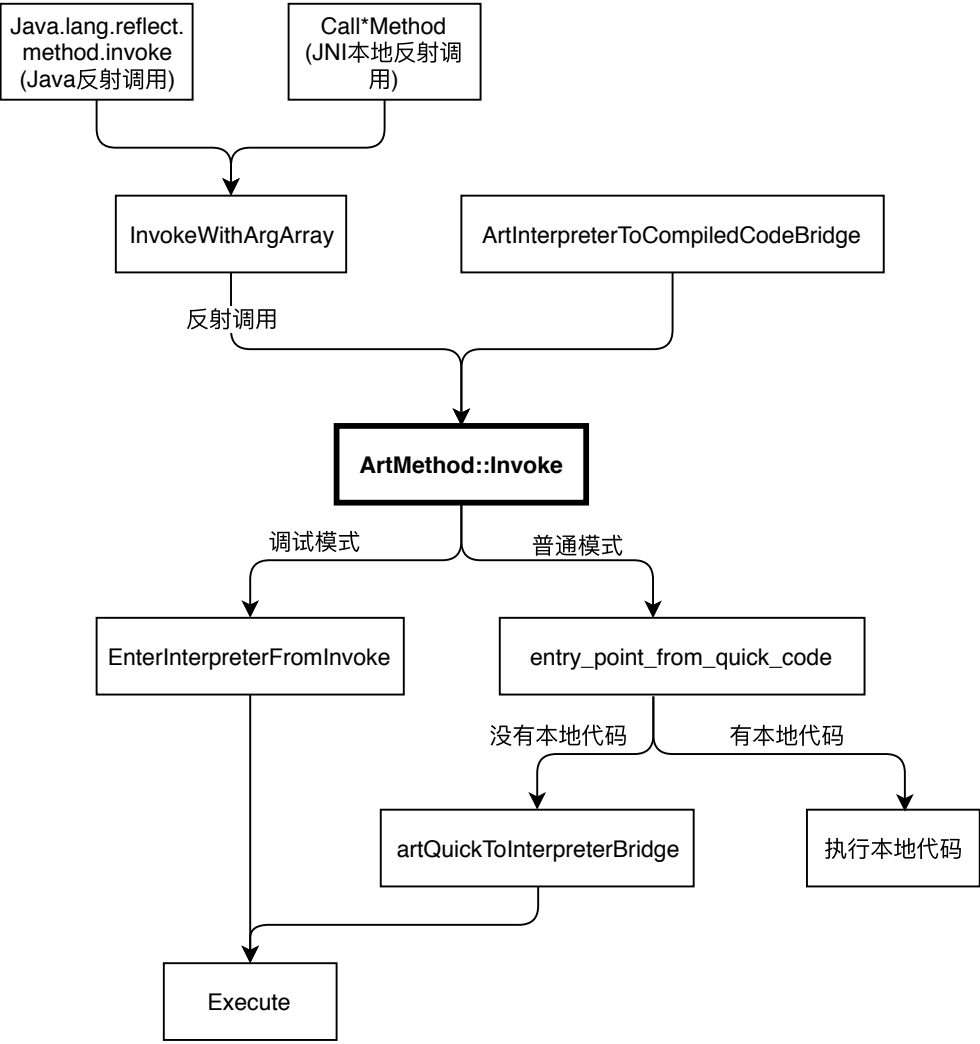 Java.lang.reflect.
method.invoke
(Java反射调用)
Call*Method
(JNI本地反射调
用)
InvokeWithArgArray
ArtInterpreterToCompiledCodeBridge
反射调用
ArtMethod::Invoke
调试模式
普通模式
EnterInterpreterFromInvoke
entry_point_from_quick_code
没有本地代码
有本地代码
artQuickToInterpreterBridge
执行本地代码
Execute